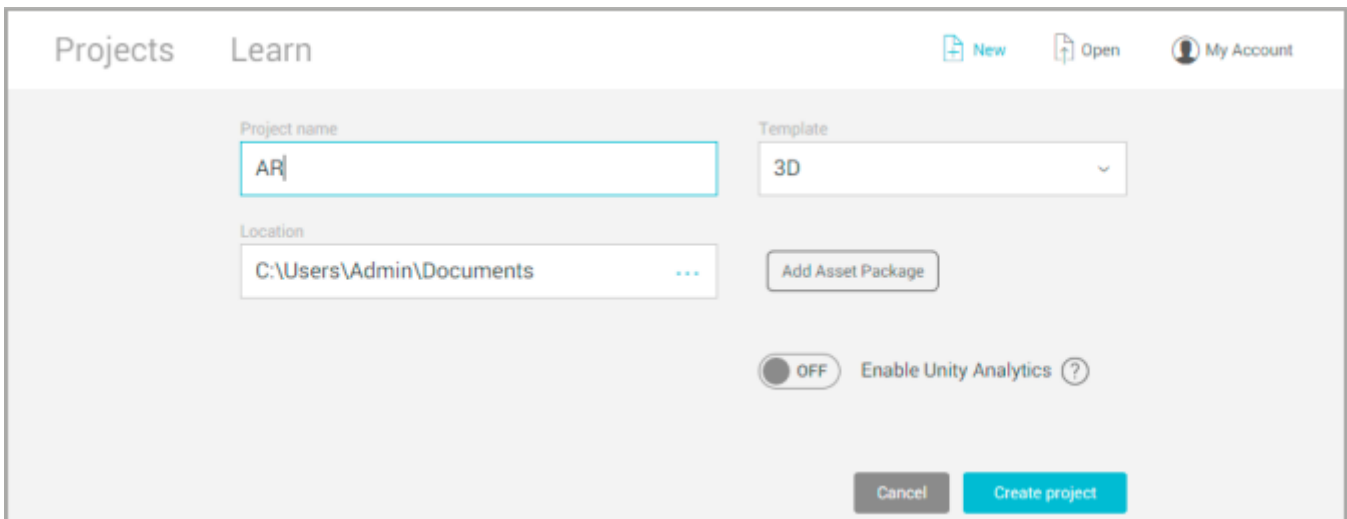 Projects Learn New Open My Account
Project name Template
AR 3D
Location
C:\Users\Admin\Documents ... Add Asset Package
OFF Enable Unity Analytics ?
Cancel Create project